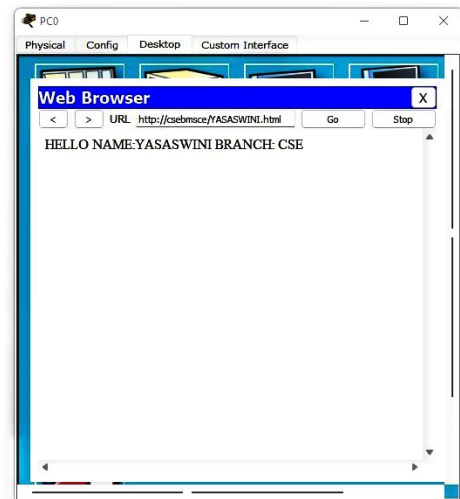 PC0
Physical Config Desktop Custom Interface
Web Browser X
< > URL http://csebmsce/YASASWINI.html Go Stop
HELLO NAME:YASASWINI BRANCH: CSE